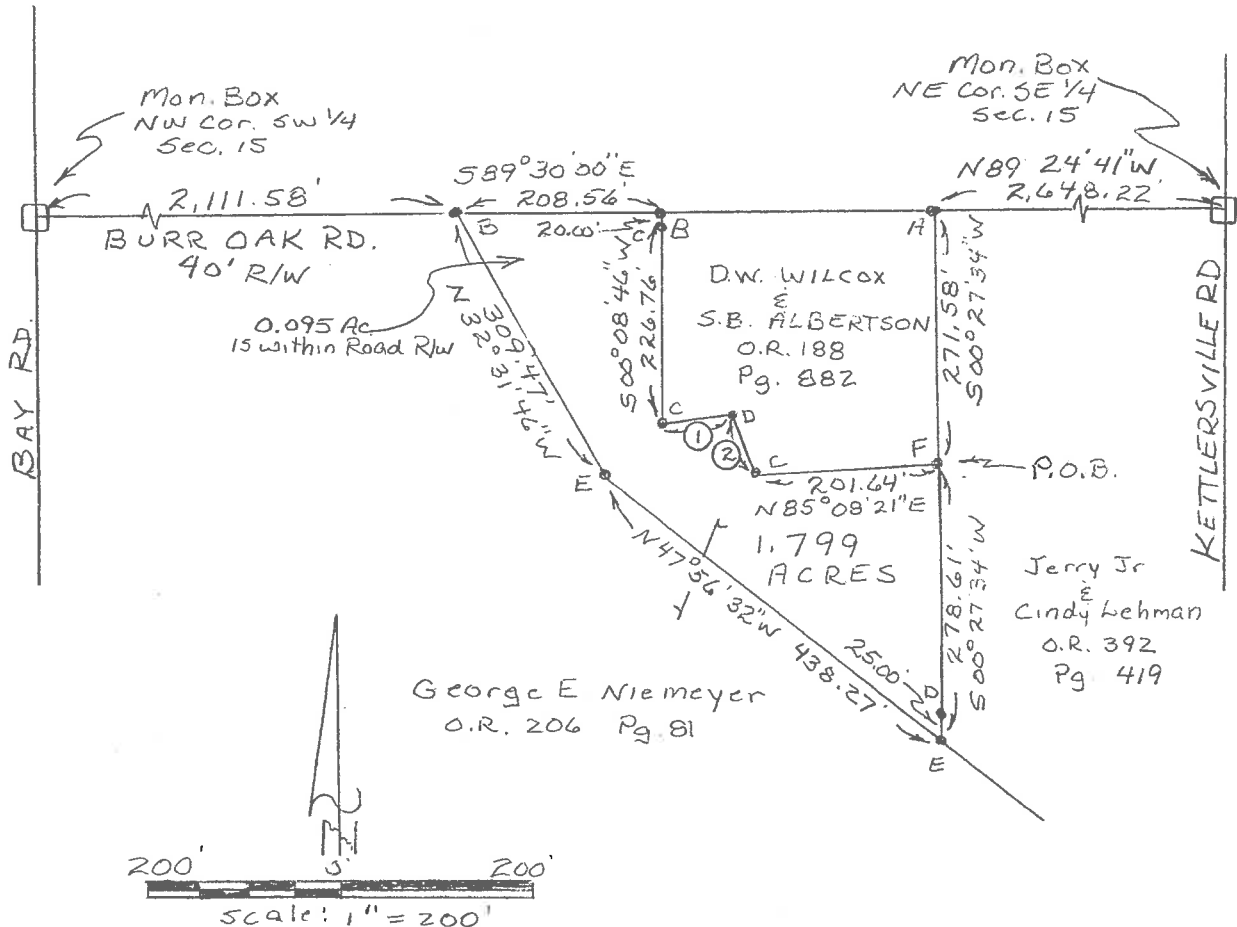 Mon. Box
NW Cor. SW 1/4
Sec. 15
Mon. Box
NE Cor. SE 1/4
Sec. 15
2,111.58'
S89°30'00"E
208.56'
N89 24'41"W
2,648.22'
B
20.00'
C
B
A
BURR OAK RD.
40' R/W
0.095 Ac.
is within Road R/W
N 32°31'46"W
309.47'
S00°08'46"W
226.76'
D.W. WILCOX
&
S.B. ALBERTSON
O.R. 188
Pg. 882
271.58'
S00°27'34"W
BAY RD.
KETTLERSVILLE RD
C
D
1
2
C
F
P.O.B.
201.64'
N85°08'21"E
E
1.799
ACRES
N47°56'32"W
438.27'
278.61'
S00°27'34"W
Jerry Jr
&
Cindy Lehman
O.R. 392
Pg 419
25.00'
D
E
George E Niemeyer
O.R. 206 Pg. 81
200'
0'
200'
Scale: 1" = 200'